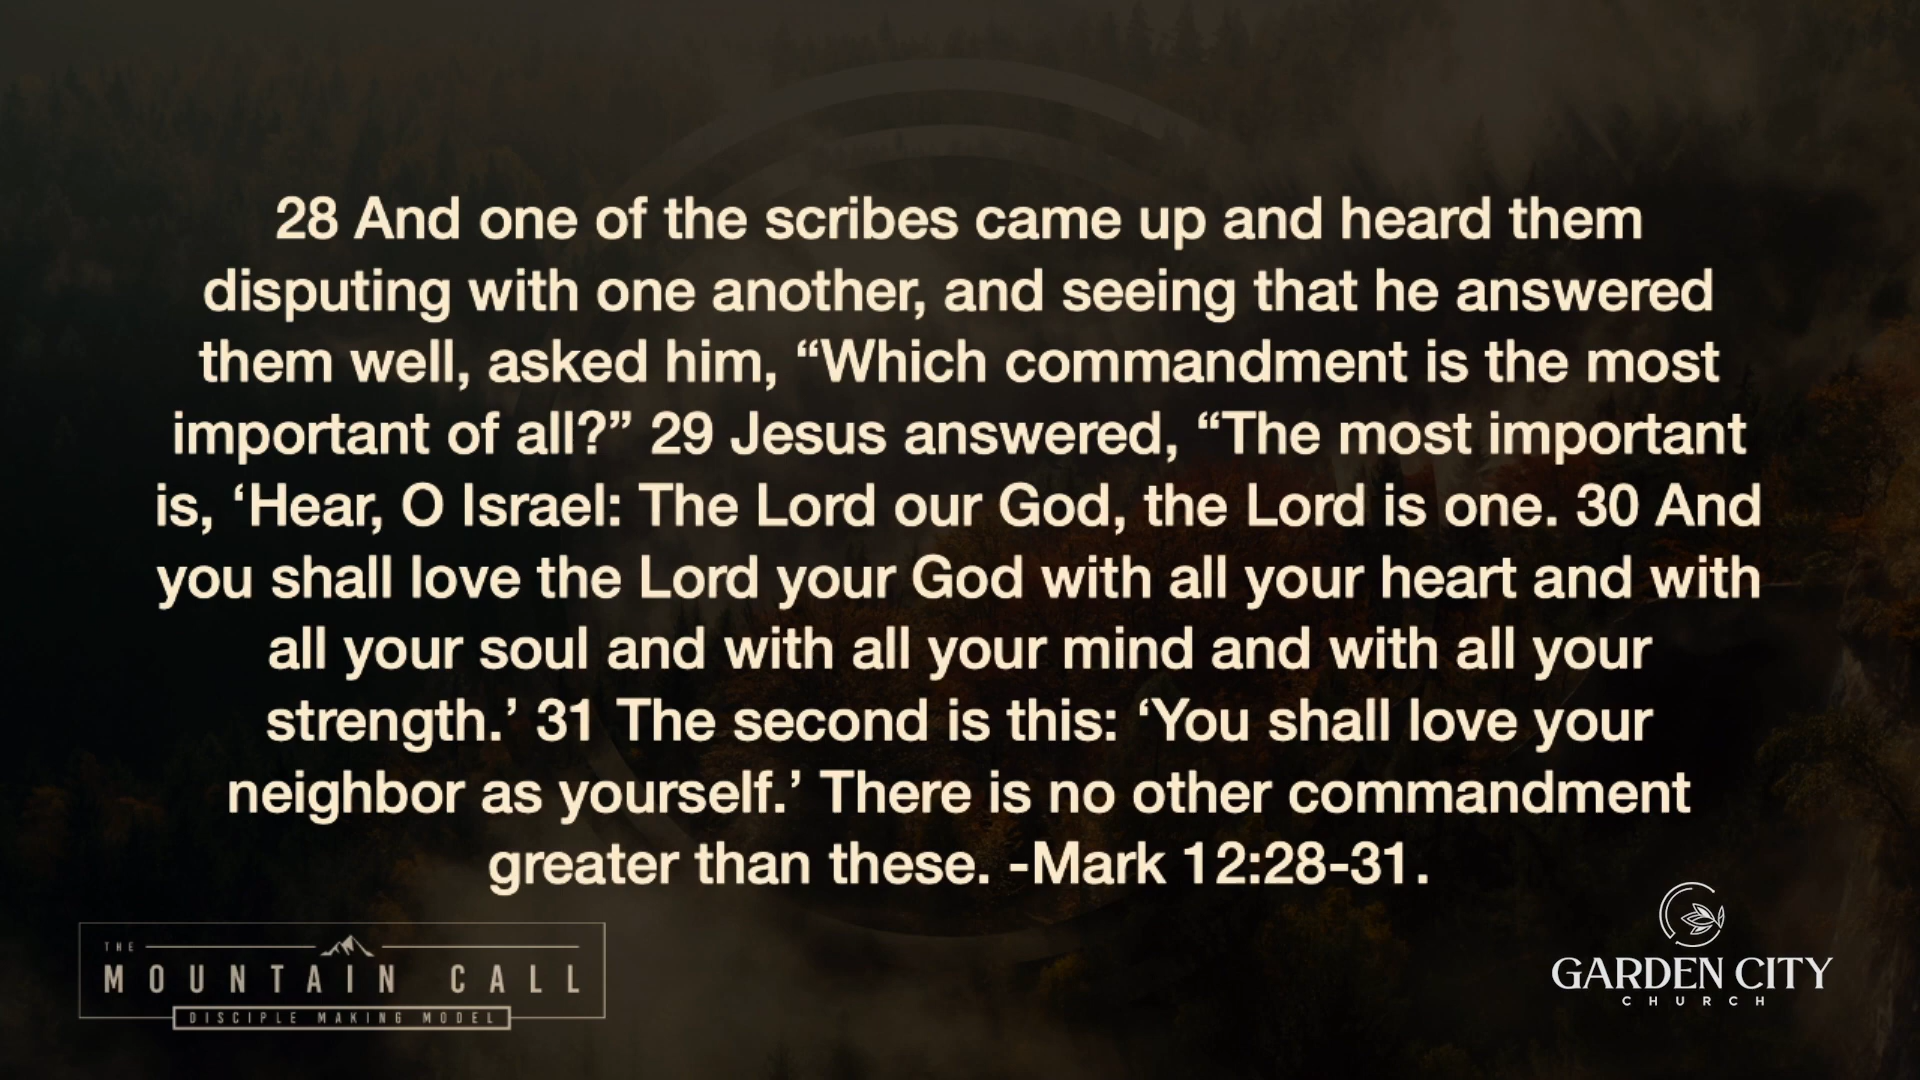 28 And one of the scribes came up and heard them
disputing with one another, and seeing that he answered
them well, asked him, “Which commandment is the most
important of all?” 29 Jesus answered, “The most important
is, ‘Hear, O Israel: The Lord our God, the Lord is one. 30 And
you shall love the Lord your God with all your heart and with
all your soul and with all your mind and with all your
strength.’ 31 The second is this: ‘You shall love your
neighbor as yourself.’ There is no other commandment
greater than these. -Mark 12:28-31.
THE
MOUNTAIN CALL
DISCIPLE MAKING MODEL
GARDEN CITY
CHURCH